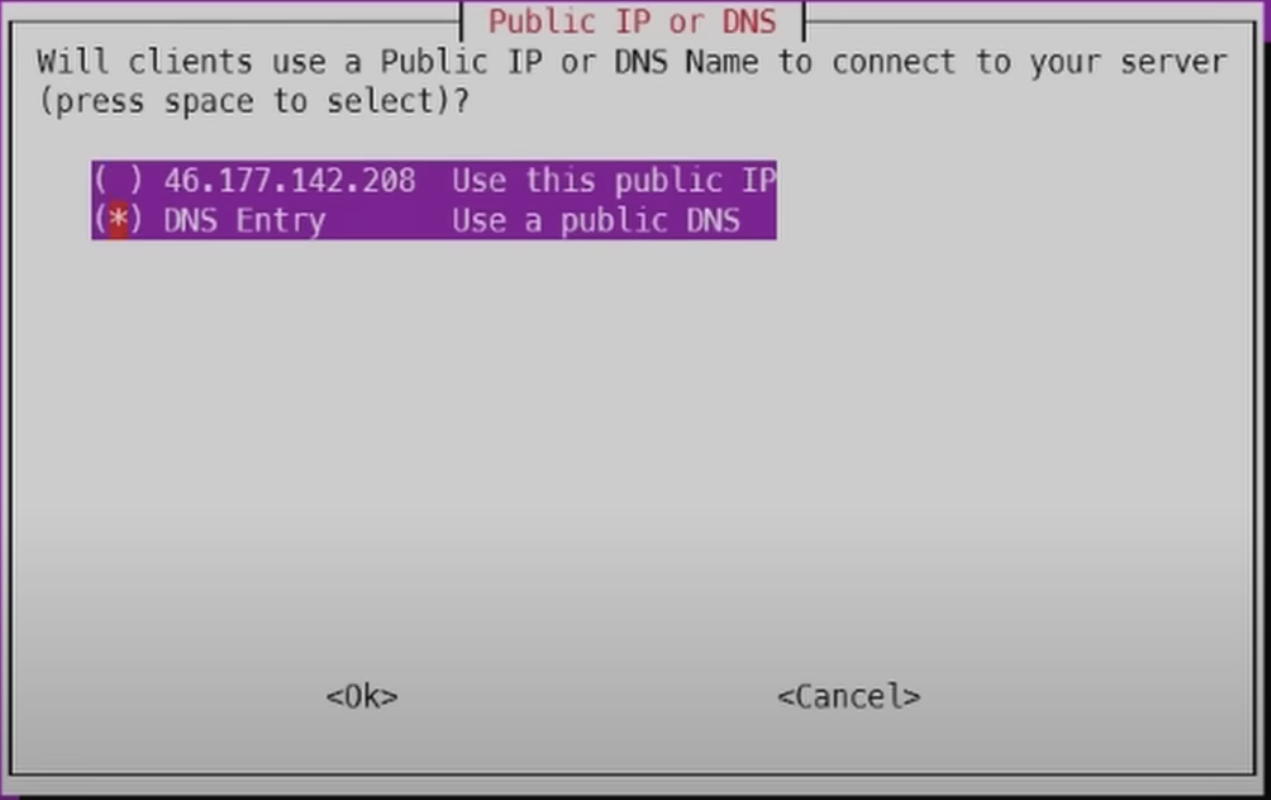 Public IP or DNS
Will clients use a Public IP or DNS Name to connect to your server
(press space to select)?
( ) 46.177.142.208  Use this public IP
(*) DNS Entry       Use a public DNS
<Ok>                <Cancel>